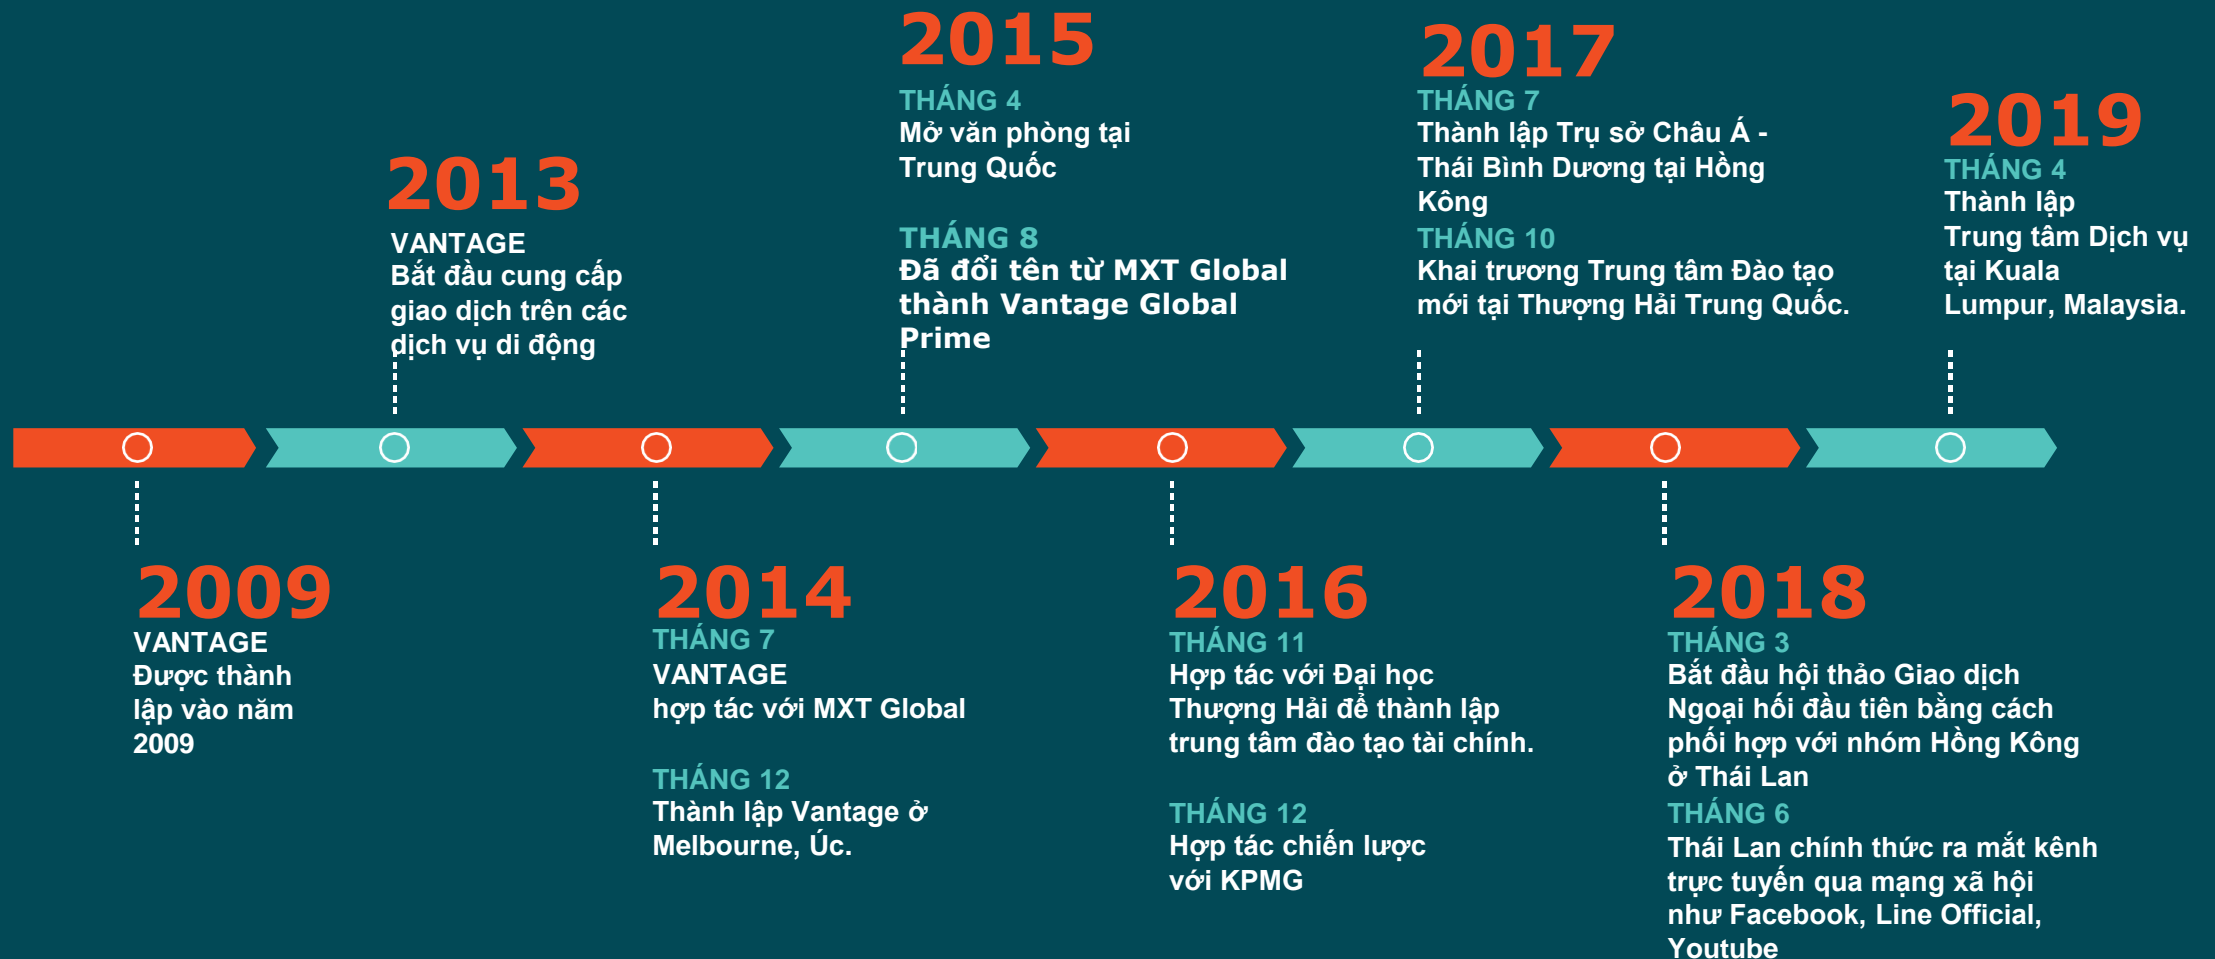 2009
VANTAGE
Được thành
lập vào năm
2009
2013
VANTAGE
Bắt đầu cung cấp
giao dịch trên các
dịch vụ di động
2014
THÁNG 7
VANTAGE
hợp tác với MXT Global
THÁNG 12
Thành lập Vantage ở
Melbourne, Úc.
2015
THÁNG 4
Mở văn phòng tại
Trung Quốc
THÁNG 8
Đã đổi tên từ MXT Global
thành Vantage Global
Prime
2016
THÁNG 11
Hợp tác với Đại học
Thượng Hải để thành lập
trung tâm đào tạo tài chính.
THÁNG 12
Hợp tác chiến lược
với KPMG
2017
THÁNG 7
Thành lập Trụ sở Châu Á -
Thái Bình Dương tại Hồng
Kông
THÁNG 10
Khai trương Trung tâm Đào tạo
mới tại Thượng Hải Trung Quốc.
2018
THÁNG 3
Bắt đầu hội thảo Giao dịch
Ngoại hối đầu tiên bằng cách
phối hợp với nhóm Hồng Kông
ở Thái Lan
THÁNG 6
Thái Lan chính thức ra mắt kênh
trực tuyến qua mạng xã hội
như Facebook, Line Official,
Youtube
2019
THÁNG 4
Thành lập
Trung tâm Dịch vụ
tại Kuala
Lumpur, Malaysia.